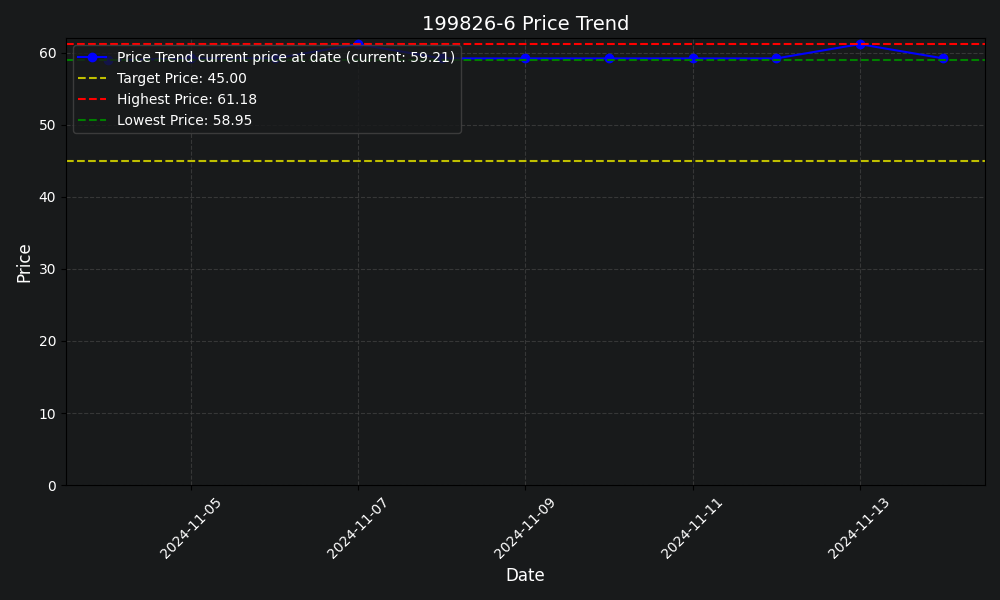 199826-6 Price Trend
Price Trend current price at date (current: 59.21)
Target Price: 45.00
Highest Price: 61.18
Lowest Price: 58.95
60
50
40
30
20
10
0
Price
2024-11-05
2024-11-07
2024-11-09
2024-11-11
2024-11-13
Date